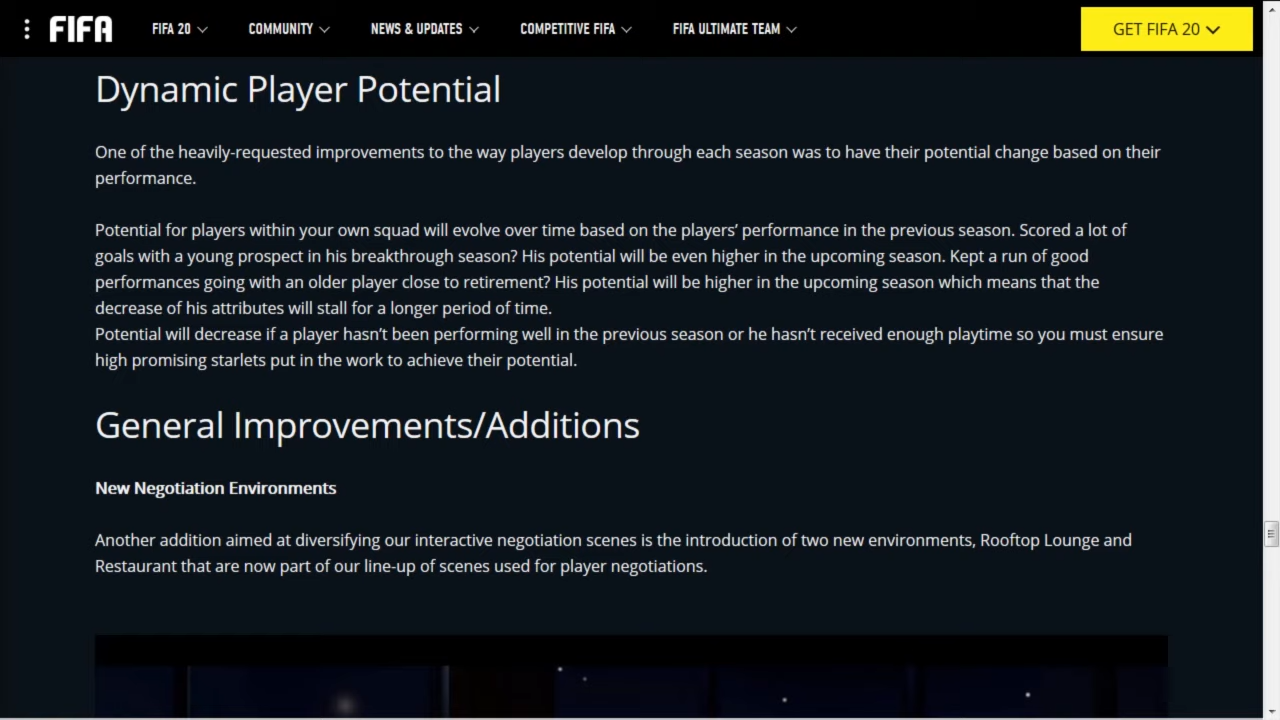 FIFA
FIFA 20
COMMUNITY
NEWS & UPDATES
COMPETITIVE FIFA
FIFA ULTIMATE TEAM
GET FIFA 20
Dynamic Player Potential
One of the heavily-requested improvements to the way players develop through each season was to have their potential change based on their
performance.
Potential for players within your own squad will evolve over time based on the players’ performance in the previous season. Scored a lot of
goals with a young prospect in his breakthrough season? His potential will be even higher in the upcoming season. Kept a run of good
performances going with an older player close to retirement? His potential will be higher in the upcoming season which means that the
decrease of his attributes will stall for a longer period of time.
Potential will decrease if a player hasn’t been performing well in the previous season or he hasn’t received enough playtime so you must ensure
high promising starlets put in the work to achieve their potential.
General Improvements/Additions
New Negotiation Environments
Another addition aimed at diversifying our interactive negotiation scenes is the introduction of two new environments, Rooftop Lounge and
Restaurant that are now part of our line-up of scenes used for player negotiations.